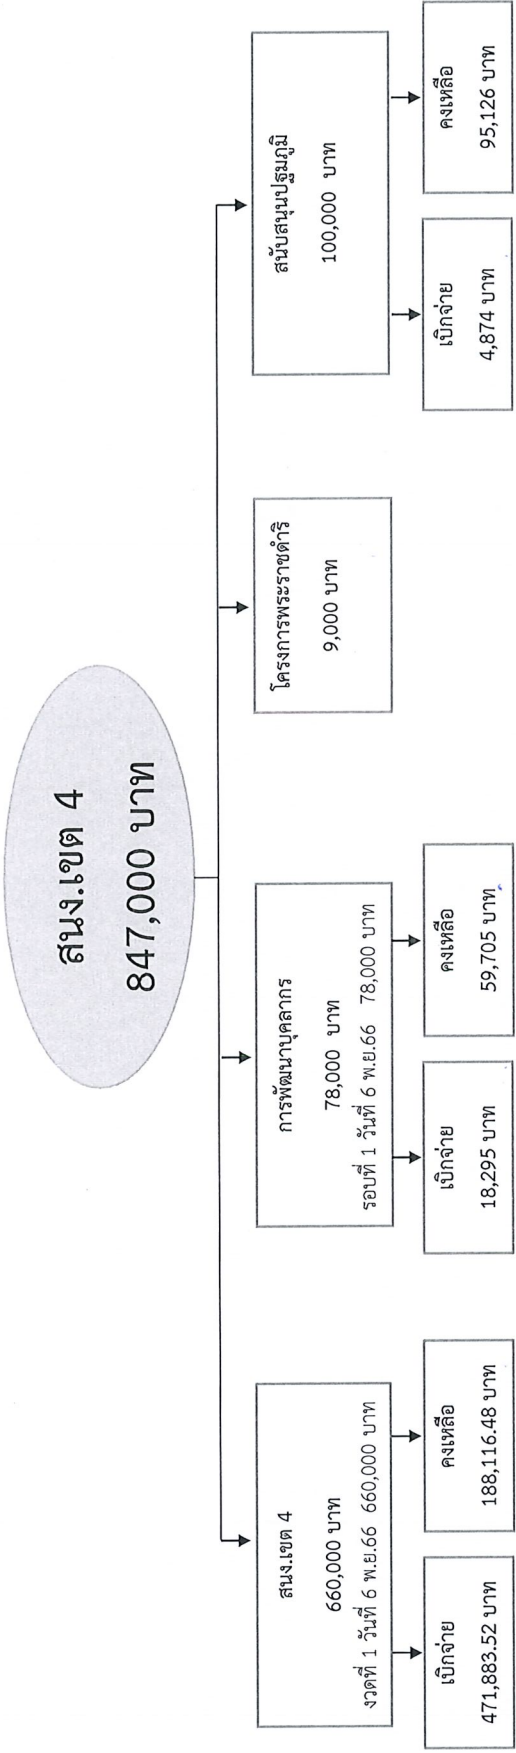 สนง.เขต 4
847,000 บาท
สนง.เขต 4
660,000 บาท
งวดที่ 1 วันที่ 6 พ.ย.66 660,000 บาท
เบิกจ่าย
471,883.52 บาท
คงเหลือ
188,116.48 บาท
การพัฒนาบุคลากร
78,000 บาท
รอบที่ 1 วันที่ 6 พ.ย.66 78,000 บาท
เบิกจ่าย
18,295 บาท
คงเหลือ
59,705 บาท
โครงการพระราชดำริ
9,000 บาท
สนับสนุนปฐมภูมิ
100,000 บาท
เบิกจ่าย
4,874 บาท
คงเหลือ
95,126 บาท